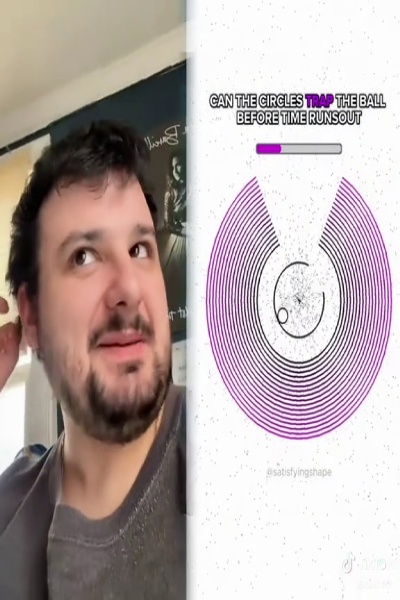 CAN THE CIRCLES TRAP THE BALL
BEFORE TIME RUNSOUT
@satisfyingshape